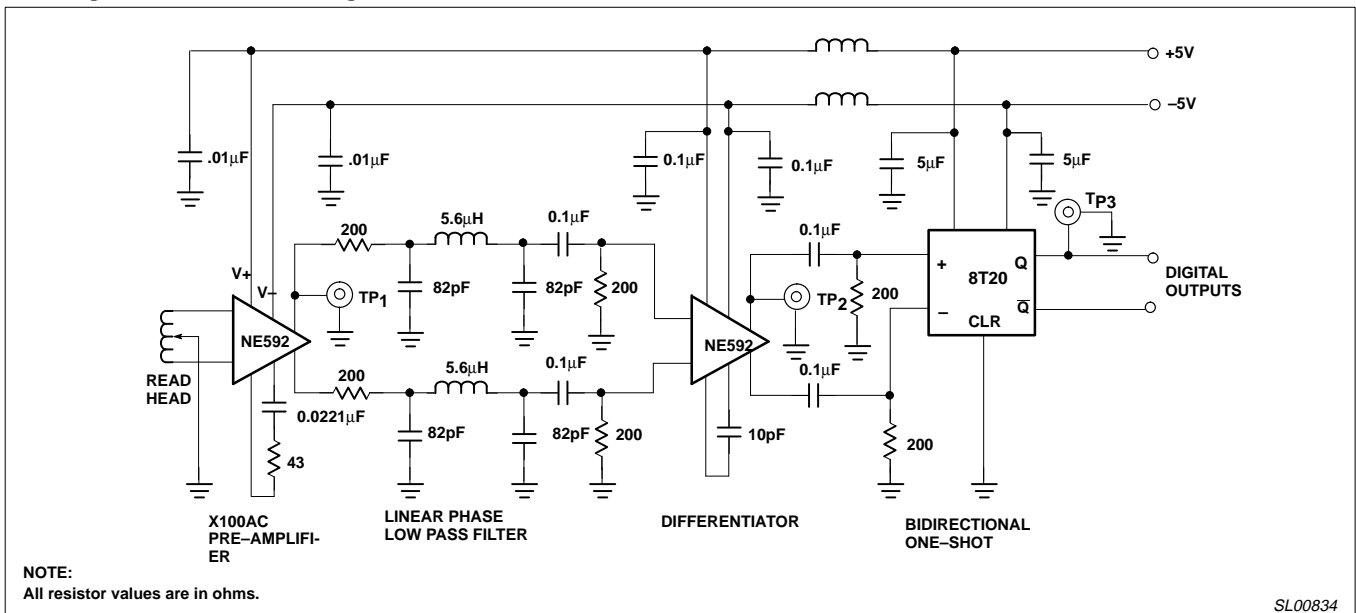 +5V
–5V
.01μF
.01μF
0.1μF
0.1μF
5μF
5μF
TP3
5.6μH
0.1μF
200
82pF
82pF
200
V+
V–
TP1
NE592
READ
HEAD
200
5.6μH
0.1μF
0.0221μF
82pF
82pF
200
43
NE592
10pF
0.1μF
TP2
200
0.1μF
200
+
–
8T20
Q
Q̅
CLR
DIGITAL
OUTPUTS
X100AC
PRE–AMPLIFI-
ER
LINEAR PHASE
LOW PASS FILTER
DIFFERENTIATOR
BIDIRECTIONAL
ONE–SHOT
NOTE:
All resistor values are in ohms.
SL00834